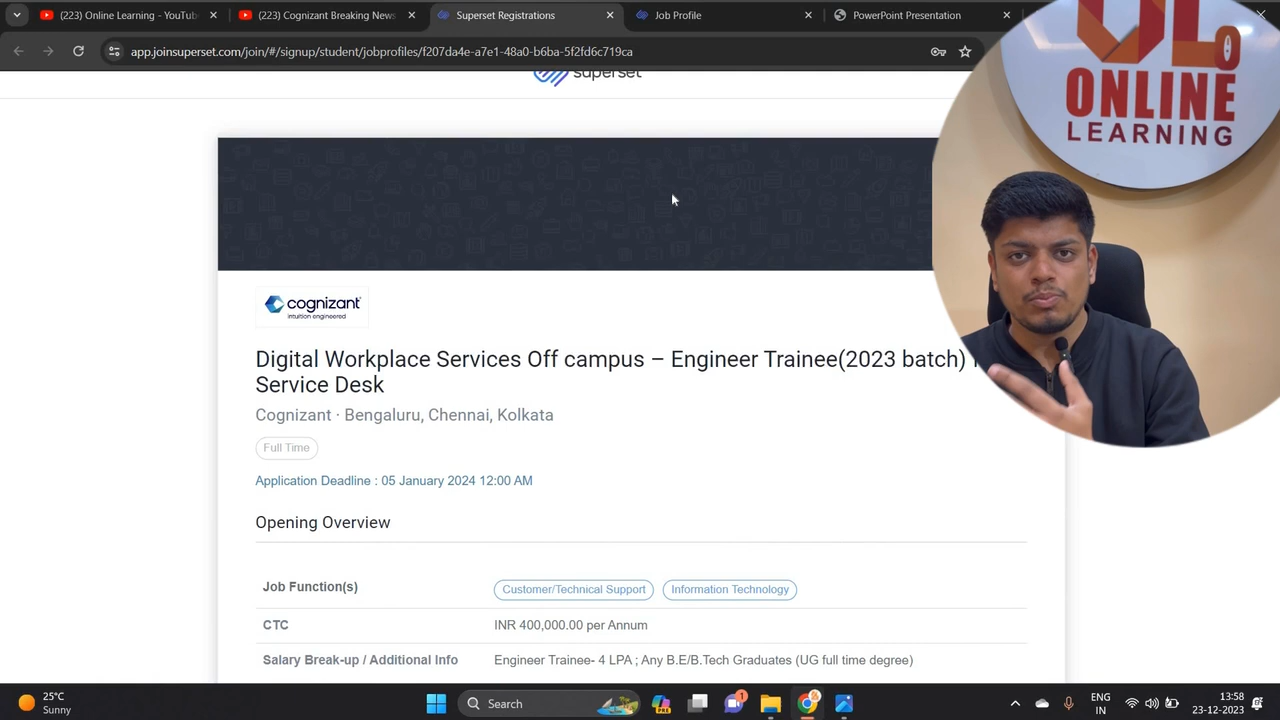 (223) Online Learning - YouTub
(223) Cognizant Breaking News
Superset Registrations
Job Profile
PowerPoint Presentation
app.joinsuperset.com/join/#/signup/student/jobprofiles/f207da4e-a7e1-48a0-b6ba-5f2fd6c719ca
superset
ONLINE
LEARNING
cognizant
intuition engineered
Digital Workplace Services Off campus – Engineer Trainee(2023 batch)
Service Desk
Cognizant · Bengaluru, Chennai, Kolkata
Full Time
Application Deadline : 05 January 2024 12:00 AM
Opening Overview
Job Function(s)
Customer/Technical Support
Information Technology
CTC
INR 400,000.00 per Annum
Salary Break-up / Additional Info
Engineer Trainee- 4 LPA ; Any B.E/B.Tech Graduates (UG full time degree)
25°C
Sunny
Search
PRE
1
ENG
IN
13:58
23-12-2023